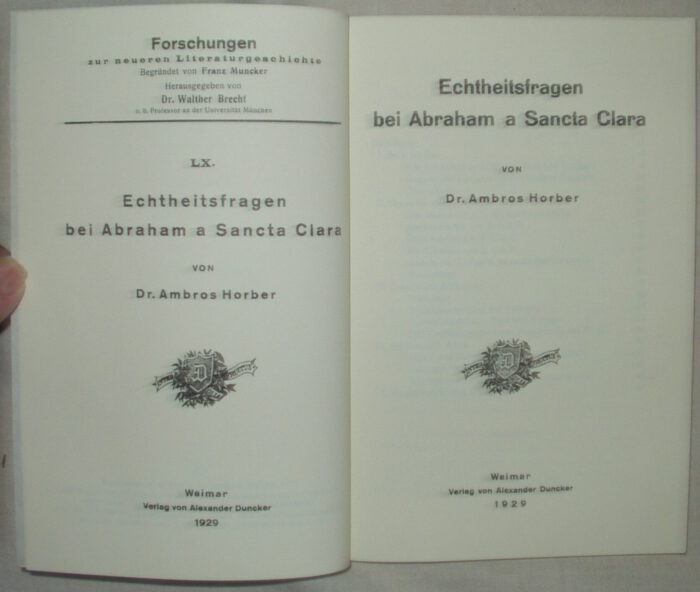 Forschungen
zur neueren Literaturgeschichte
Begründet von Franz Muncker
Herausgegeben von
Dr. Walther Brecht
o. ö. Professor an der Universität München
LX.
Echtheitsfragen
bei Abraham a Sancta Clara
VON
Dr. Ambros Horber
D
Weimar
Verlag von Alexander Duncker
1929
Echtheitsfragen
bei Abraham a Sancta Clara
VON
Dr. Ambros Horber
D
Weimar
Verlag von Alexander Duncker
1929